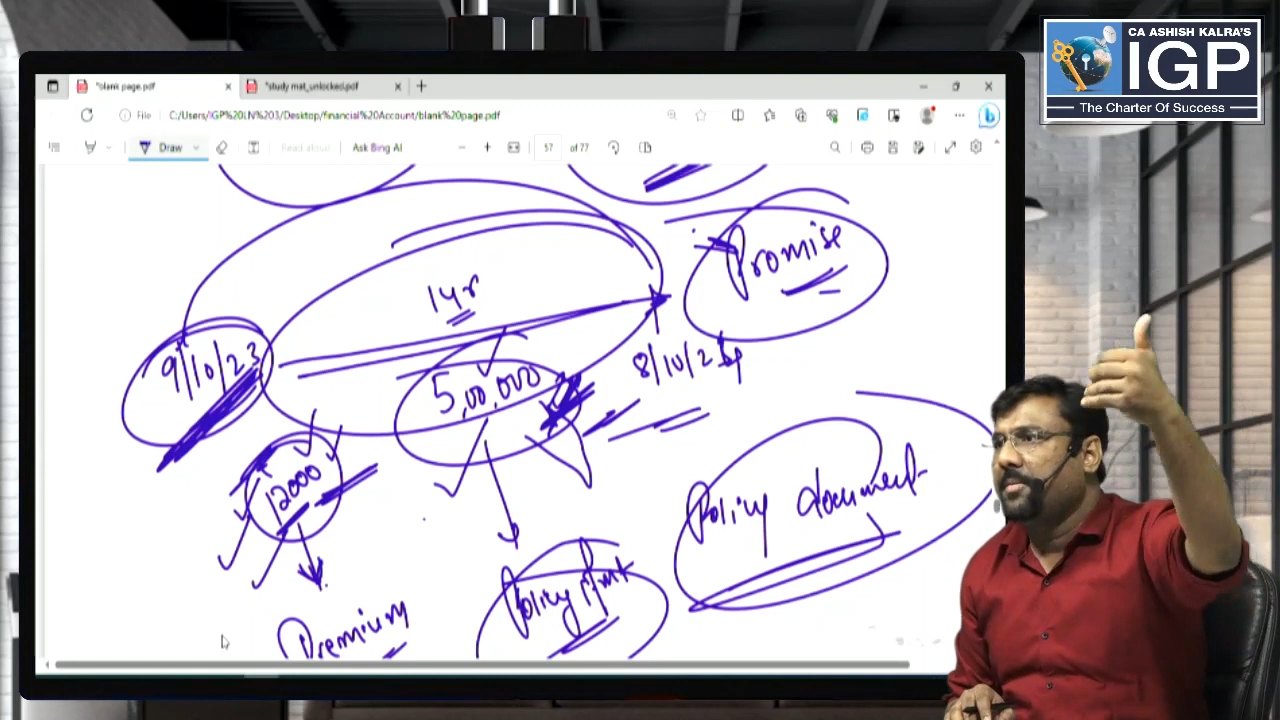 CA ASHISH KALRA'S
IGP
The Charter Of Success
*blank page.pdf
*study mat_unlocked.pdf
File
C:/Users/IGP%20LN%203/Desktop/financial%20Account/blank%20page.pdf
Draw
Read aloud
Ask Bing AI
57
of 77
Promise
1yr
9/10/23
5,00,000
8/10/24
12000
Policy document
Policy Amt
Premium